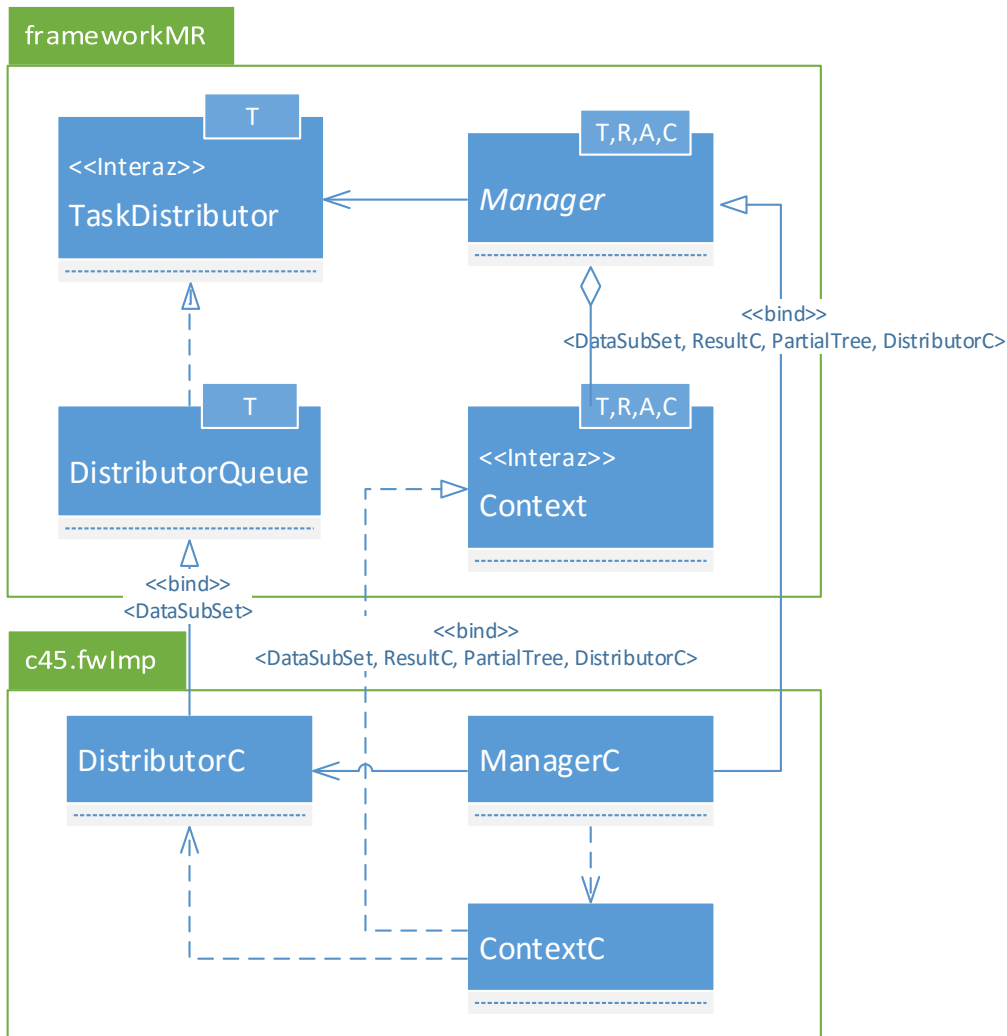 frameworkMR
T
<<Interaz>>
TaskDistributor
T,R,A,C
Manager
<<bind>>
<DataSubSet, ResultC, PartialTree, DistributorC>
T
DistributorQueue
T,R,A,C
<<Interaz>>
Context
<<bind>>
<DataSubSet>
<<bind>>
<DataSubSet, ResultC, PartialTree, DistributorC>
c45.fwImp
DistributorC
ManagerC
ContextC